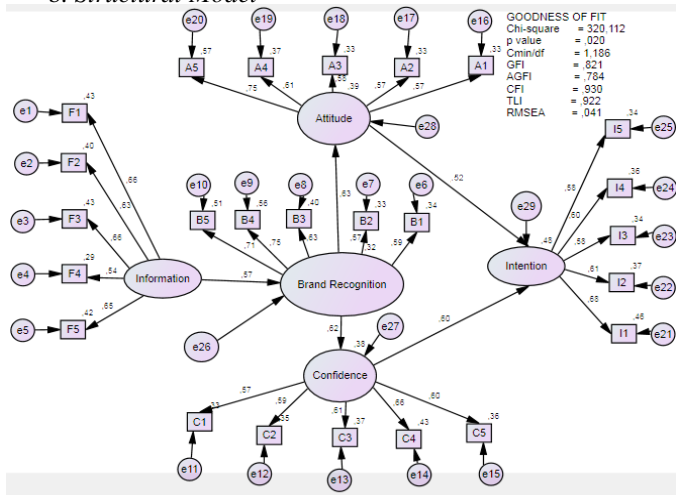 Structural Model
GOODNESS OF FIT
Chi-square = 320,112
p value = ,020
Cmin/df = 1,186
GFI = ,821
AGFI = ,784
CFI = ,930
TLI = ,922
RMSEA = ,041
e20 e19 e18 e17 e16
,57 ,37 ,33 ,33 ,33
A5 A4 A3 A2 A1
,75 ,61 ,58 ,39 ,57 ,57
Attitude
e28
e1 F1 ,43
e2 F2 ,40
e3 F3 ,43
e4 F4 ,29
e5 F5 ,42
,66
,63
,66
,54
,65
Information
,57
e10 e9 e8 e7 e6
,51 ,56 ,40 ,33 ,34
B5 B4 B3 B2 B1
,71 ,75 ,63 ,57 ,32 ,59
,63
Brand Recognition
e26
,62
e27
,38
Confidence
,52
,60
e29
,48
Intention
,34 I5 e25
,36 I4 e24
,34 I3 e23
,37 I2 e22
,46 I1 e21
,58
,60
,58
,61
,68
,57 ,59 ,61 ,66 ,60
,33 ,35 ,37 ,43 ,36
C1 C2 C3 C4 C5
e11 e12 e13 e14 e15